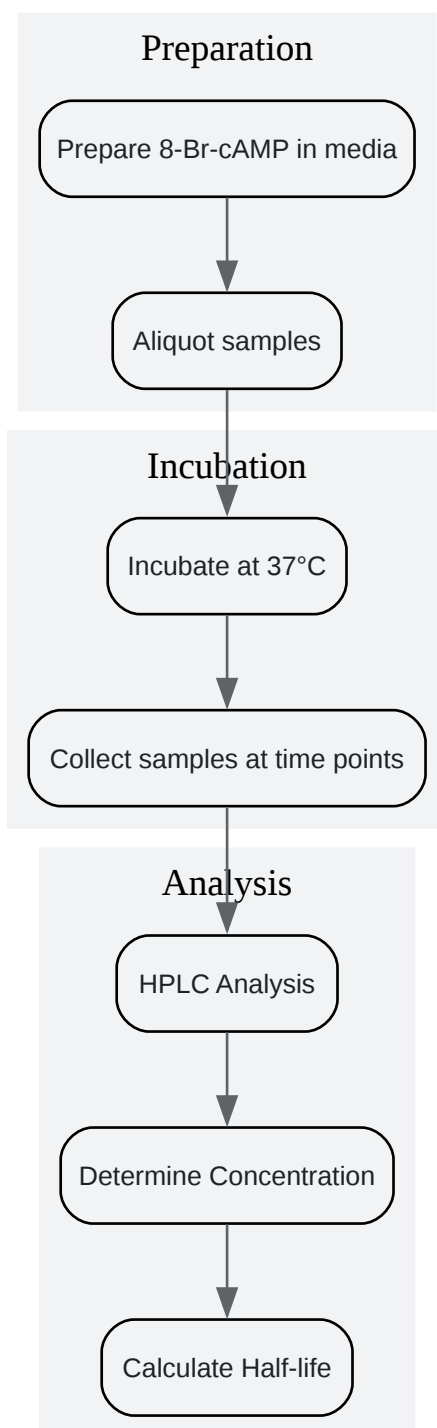 Preparation
Prepare 8-Br-cAMP in media
Aliquot samples
Incubation
Incubate at 37°C
Collect samples at time points
Analysis
HPLC Analysis
Determine Concentration
Calculate Half-life